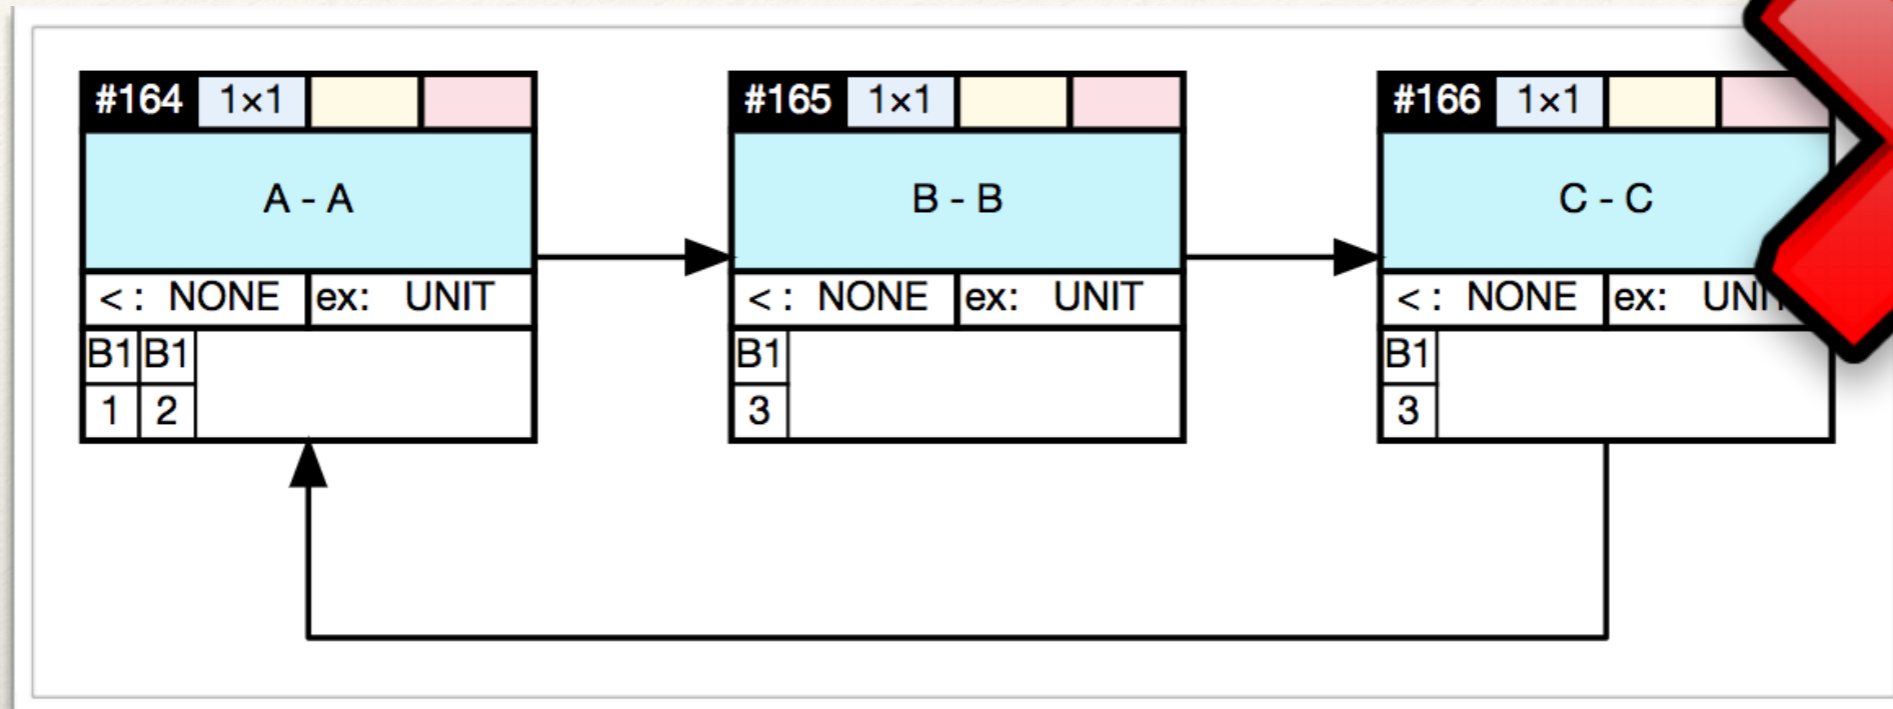 #164 1×1 #165 1×1 #166 1×1
A - A B - B C - C
< : NONE ex: UNIT < : NONE ex: UNIT < : NONE ex:
B1 B1 B1 B1
1 2 3 3